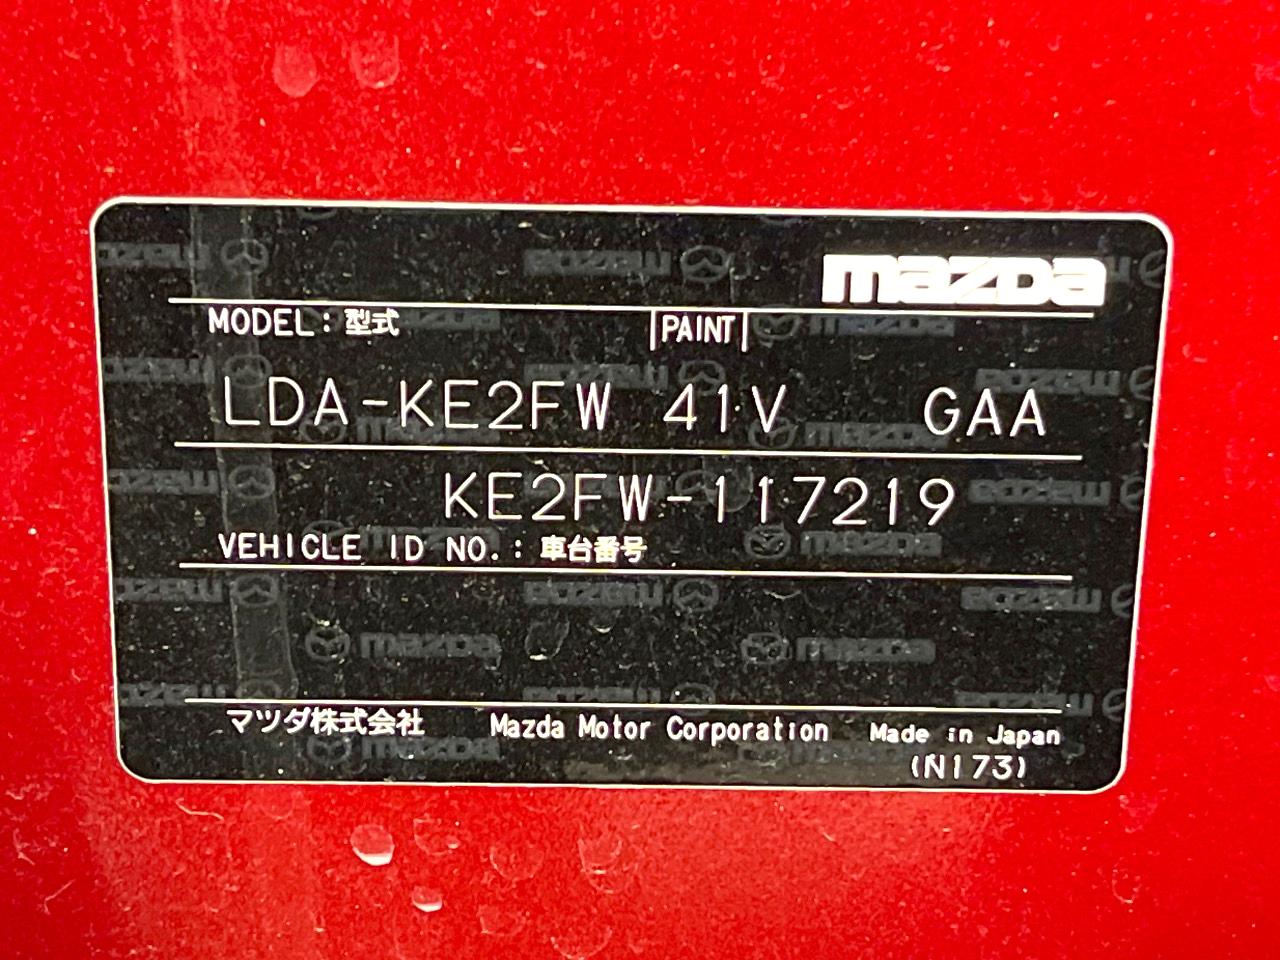 mazda
MODEL：型式 |PAINT|
LDA-KE2FW 41V GAA
KE2FW-117219
VEHICLE ID NO.：車台番号
マツダ株式会社 Mazda Motor Corporation Made in Japan
(N173)